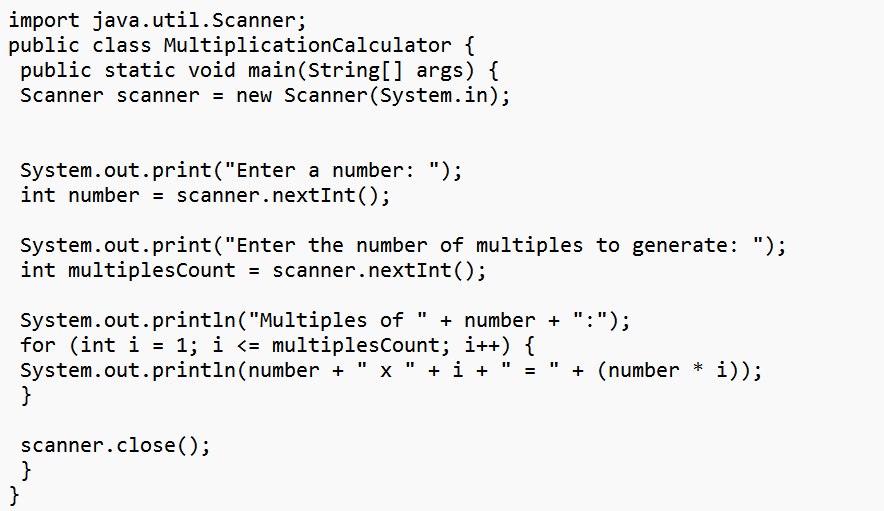 import java.util.Scanner;
public class MultiplicationCalculator {
public static void main(String[] args) {
Scanner scanner = new Scanner(System.in);
System.out.print("Enter a number: ");
int number = scanner.nextInt();
System.out.print("Enter the number of multiples to generate: ");
int multiplesCount = scanner.nextInt();
System.out.println("Multiples of " + number + ":");
for (int i = 1; i <= multiplesCount; i++) {
System.out.println(number + " x " + i + " = " + (number * i));
}
scanner.close();
}
}